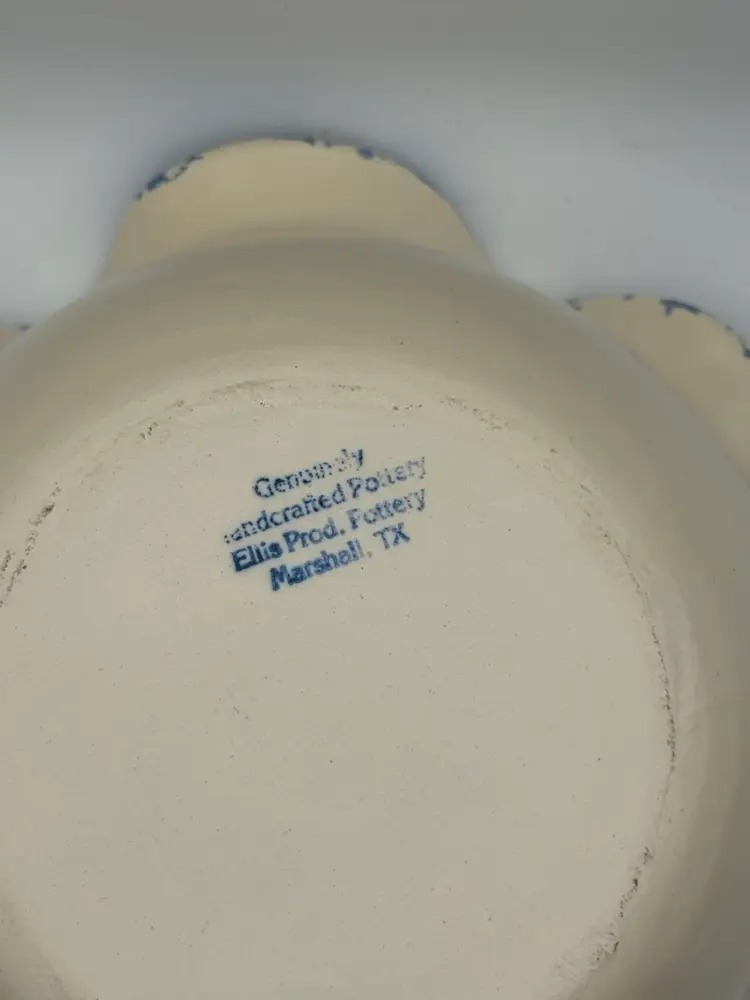 Genuinely
Handcrafted Pottery
Ellis Prod. Pottery
Marshall, TX